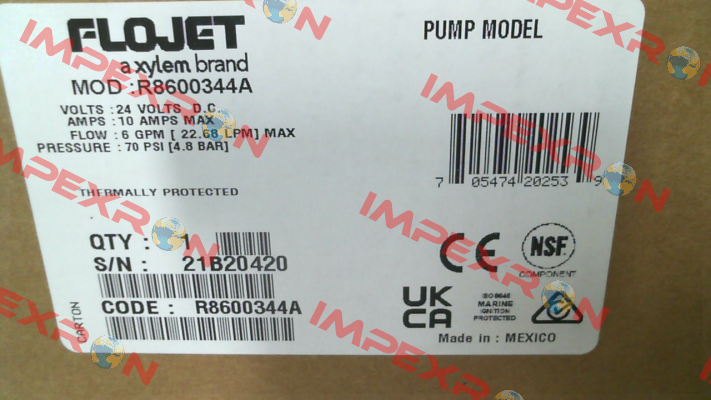 FLOJET
a xylem brand
PUMP MODEL
MOD : R8600344A
VOLTS : 24 VOLTS D.C.
AMPS : 10 AMPS MAX
FLOW : 6 GPM [ 22.68 LPM] MAX
PRESSURE : 70 PSI [4.8 BAR]
THERMALLY PROTECTED
7 05474 20253 9
QTY : 1
S/N : 21B20420
CE
NSF
COMPONENT
CARTON
CODE : R8600344A
UK
CA
ISO 8846
MARINE
IGNITION
PROTECTED
Made in : MEXICO
IMPEXRON
IMPEXRON
IMPEXRON
IMPEXRON
IMPEXRON
IMPEXRON